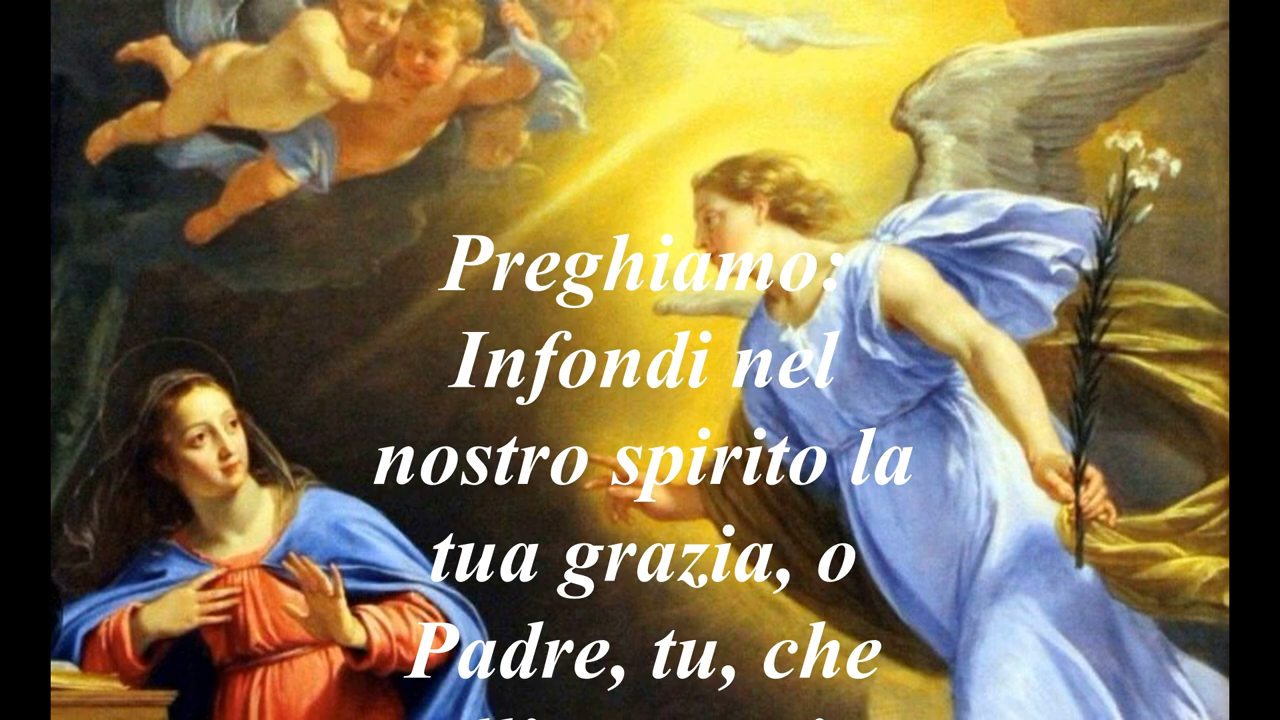 Preghiamo:
Infondi nel
nostro spirito la
tua grazia, o
Padre, tu, che